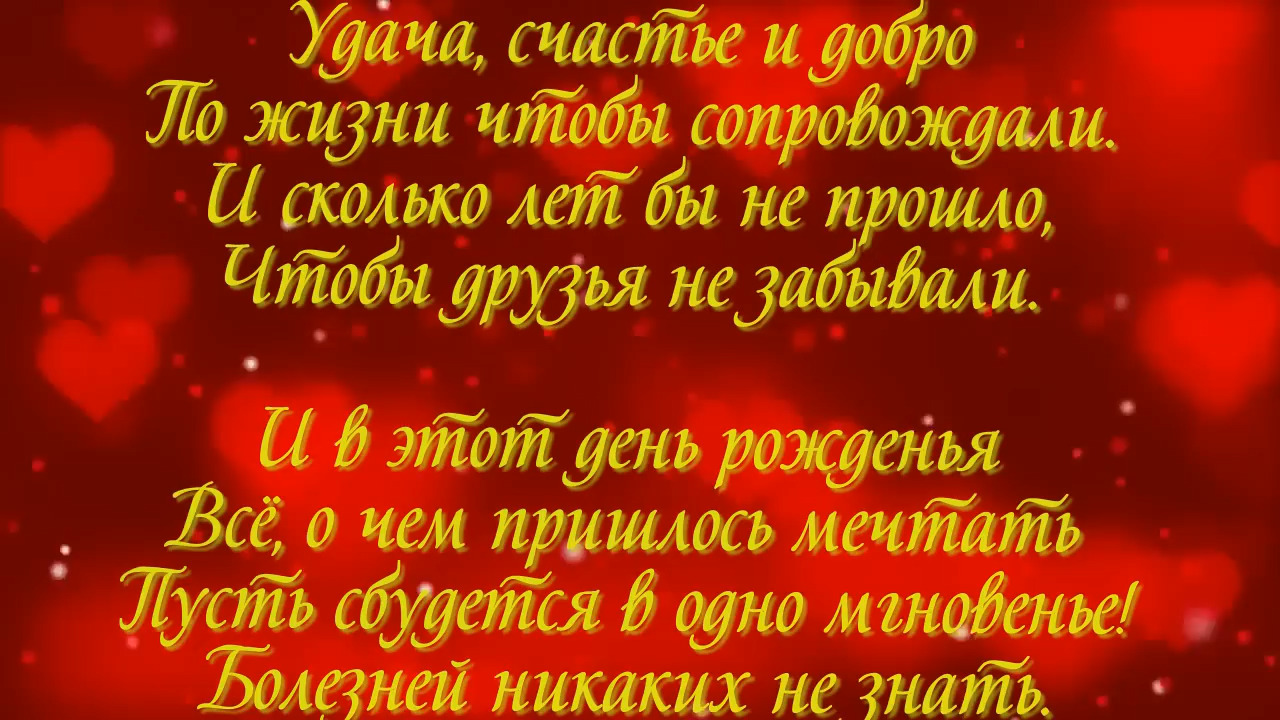 Удача, счастье и добро
По жизни чтобы сопровождали.
И сколько лет бы не прошло,
Чтобы друзья не забывали.
И в этот день рожденья
Всё, о чем пришлось мечтать
Пусть сбудется в одно мгновенье!
Болезней никаких не знать.